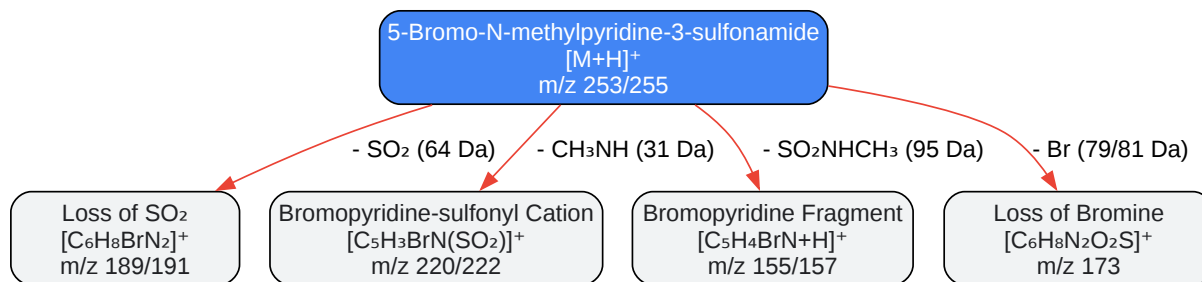 5-Bromo-N-methylpyridine-3-sulfonamide
[M+H]⁺
m/z 253/255
- SO₂ (64 Da)
- CH₃NH (31 Da)
- SO₂NHCH₃ (95 Da)
- Br (79/81 Da)
Loss of SO₂
[C₆H₈BrN₂]⁺
m/z 189/191
Bromopyridine-sulfonyl Cation
[C₅H₃BrN(SO₂)]⁺
m/z 220/222
Bromopyridine Fragment
[C₅H₄BrN+H]⁺
m/z 155/157
Loss of Bromine
[C₆H₈N₂O₂S]⁺
m/z 173